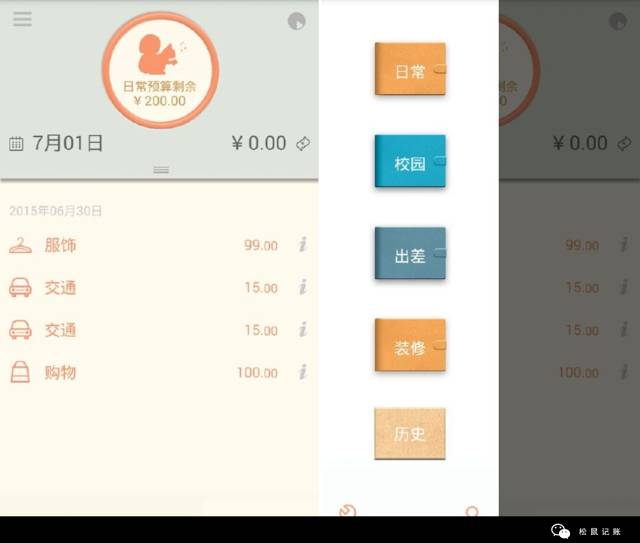 日常预算剩余
¥ 200.00
7月01日
¥ 0.00
2015年06月30日
服饰 99.00
交通 15.00
交通 15.00
购物 100.00
日常
校园
出差
装修
历史
余
0
¥ 0.00
99.00
15.00
15.00
100.00
松鼠记账